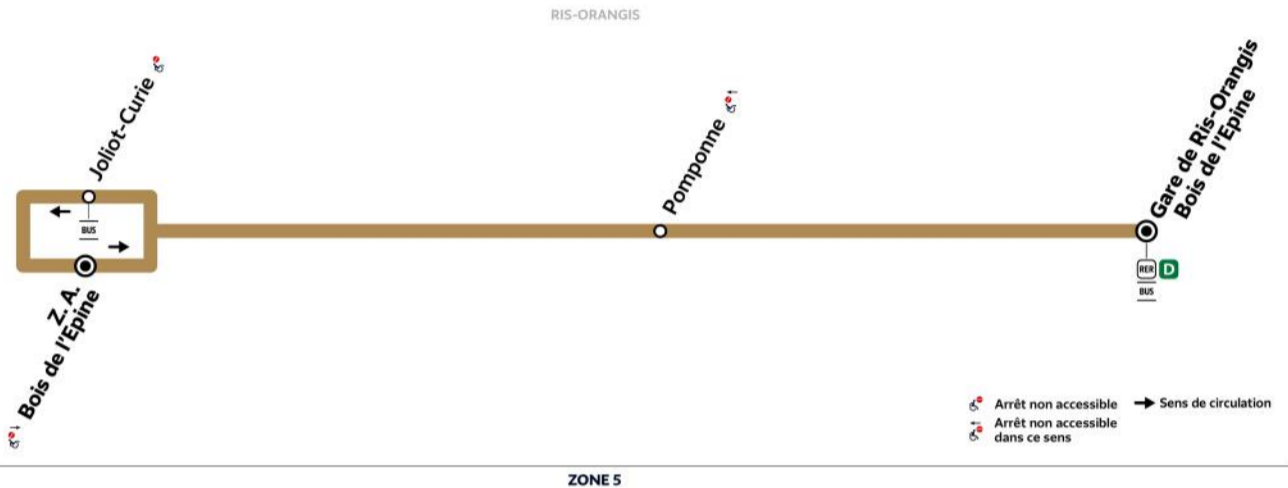 RIS-ORANGIS
Joliot-Curie
BUS
Z. A.
Bois de l'Epine
Pomponne
Gare de Ris-Orangis
Bois de l'Epine
RER D
BUS
Arrêt non accessible
Sens de circulation
Arrêt non accessible
dans ce sens
ZONE 5